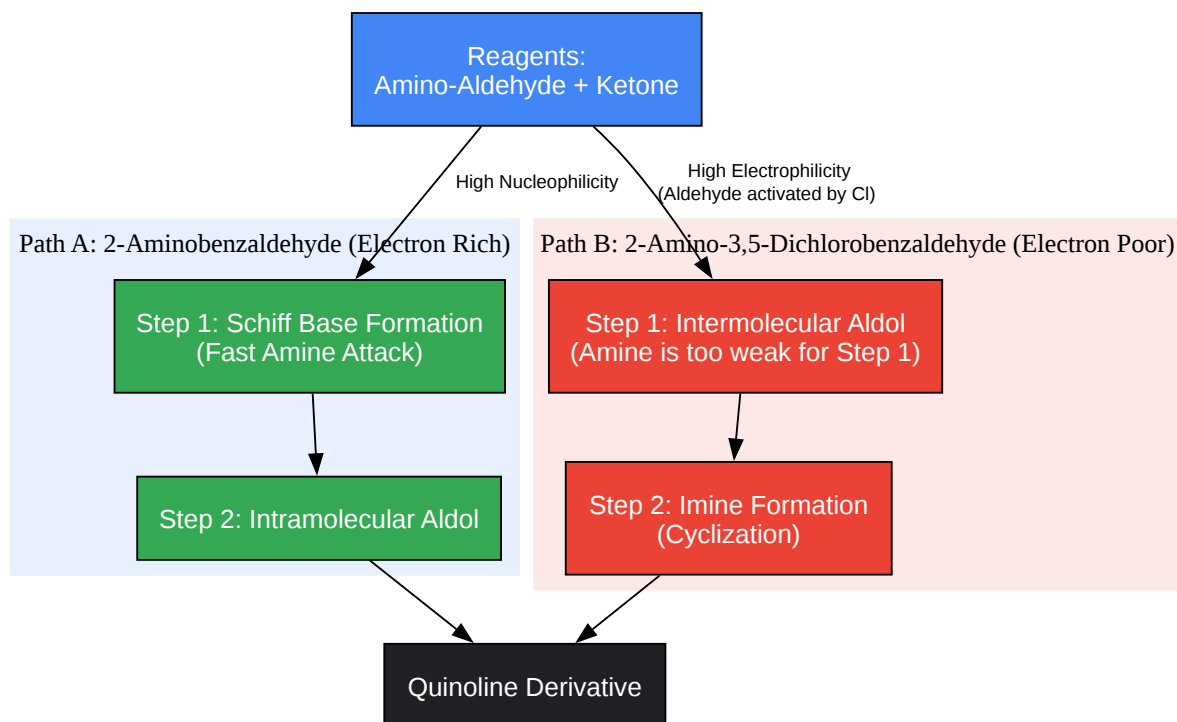 Reagents:
Amino-Aldehyde + Ketone
High Nucleophilicity
High Electrophilicity
(Aldehyde activated by Cl)
Path A: 2-Aminobenzaldehyde (Electron Rich)
Path B: 2-Amino-3,5-Dichlorobenzaldehyde (Electron Poor)
Step 1: Schiff Base Formation
(Fast Amine Attack)
Step 1: Intermolecular Aldol
(Amine is too weak for Step 1)
Step 2: Intramolecular Aldol
Step 2: Imine Formation
(Cyclization)
Quinoline Derivative